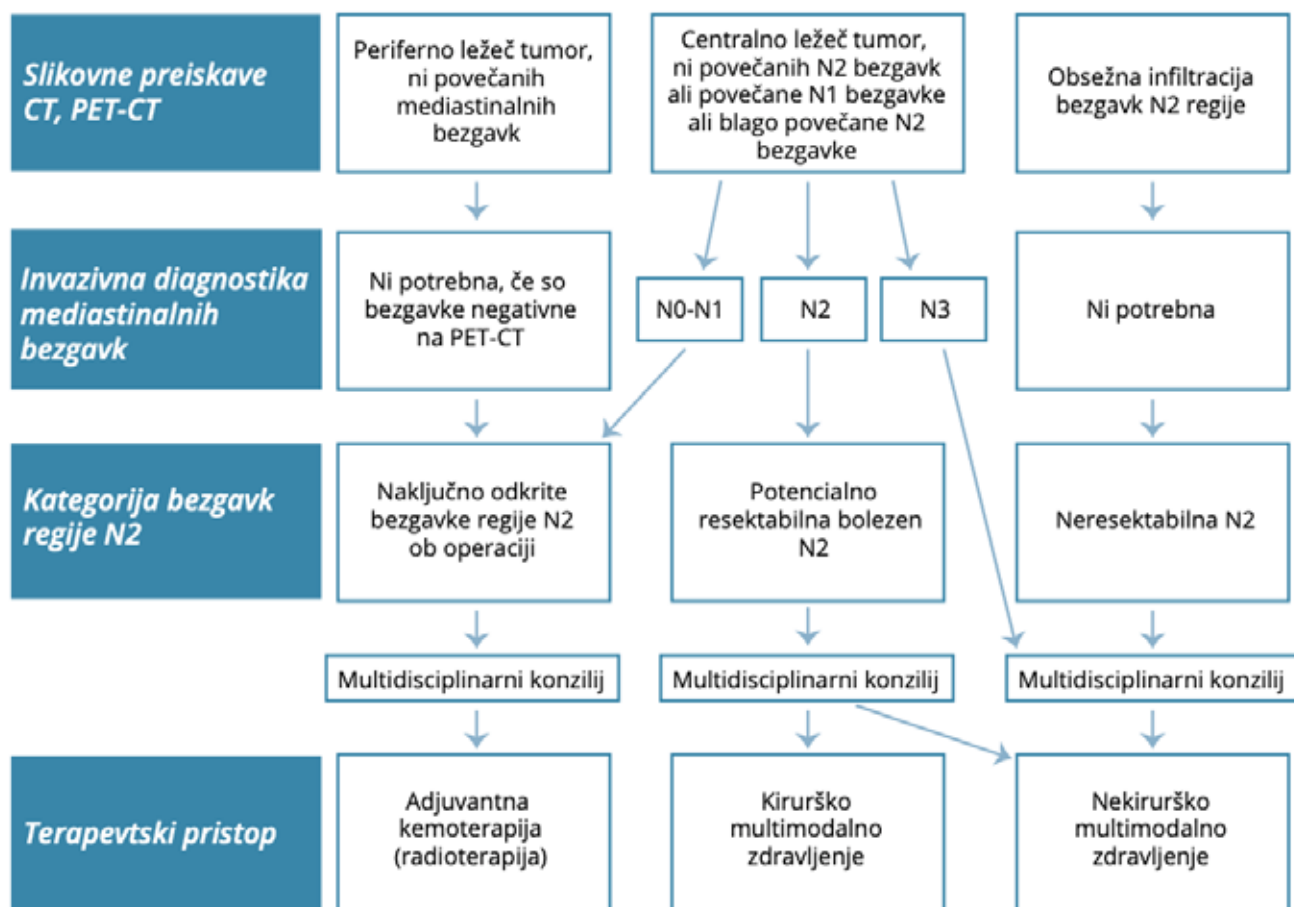 Slikovne preiskave
CT, PET-CT
Periferno ležeč tumor,
ni povečanih
mediastinalnih
bezgavk
Centralno ležeč tumor,
ni povečanih N2 bezgavk
ali povečane N1 bezgavke
ali blago povečane N2
bezgavke
Obsežna infiltracija
bezgavk N2 regije
Invazivna diagnostika
mediastinalnih
bezgavk
Ni potrebna, če so
bezgavke negativne
na PET-CT
N0-N1
N2
N3
Ni potrebna
Kategorija bezgavk
regije N2
Naključno odkrite
bezgavke regije N2
ob operaciji
Potencialno
resektabilna bolezen
N2
Neresektabilna N2
Multidisciplinarni konzilij
Multidisciplinarni konzilij
Multidisciplinarni konzilij
Terapevtski pristop
Adjuvantna
kemoterapija
(radioterapija)
Kirurško
multimodalno
zdravljenje
Nekirurško
multimodalno
zdravljenje